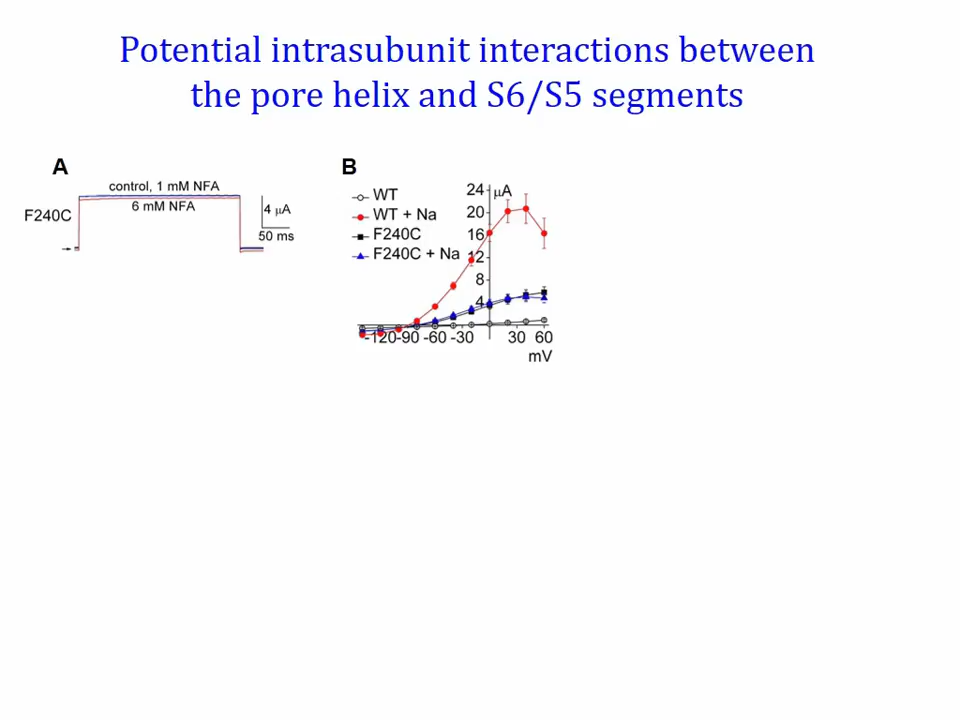 Potential intrasubunit interactions between
the pore helix and S6/S5 segments
A
control, 1 mM NFA
6 mM NFA
F240C
4 μA
50 ms
B
WT
WT + Na
F240C
F240C + Na
24
μA
20
16
12
8
4
-120
-90
-60
-30
30
60
mV